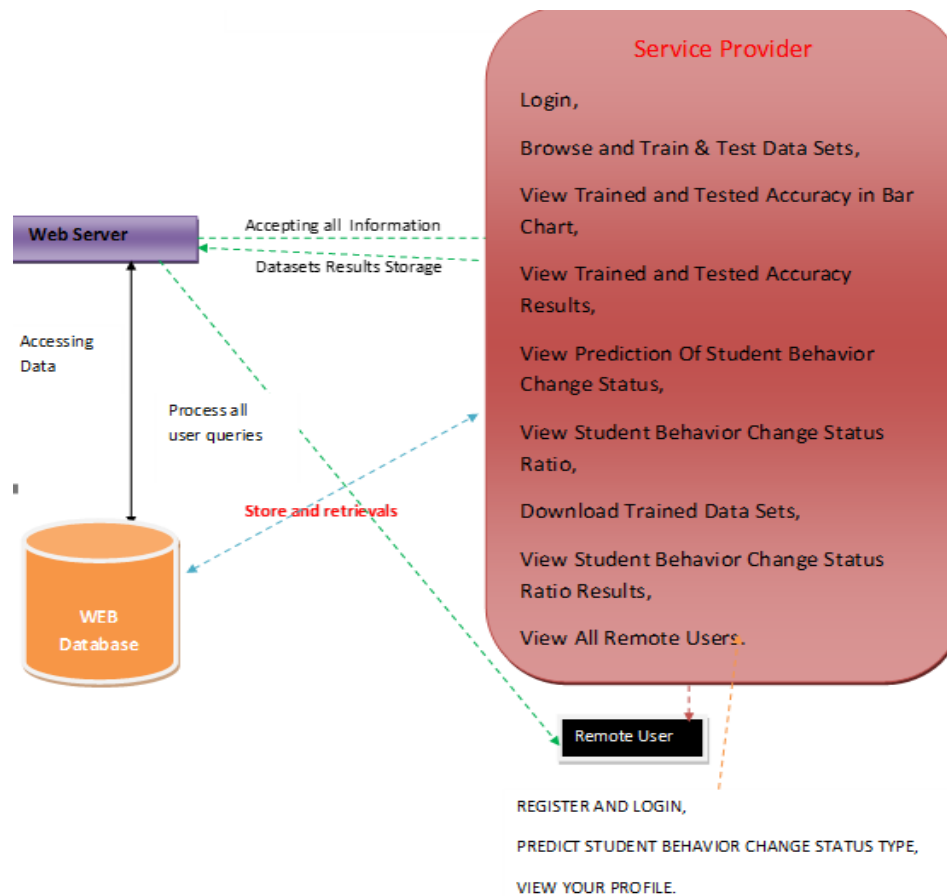 Service Provider
Login,
Browse and Train & Test Data Sets,
View Trained and Tested Accuracy in Bar
Chart,
View Trained and Tested Accuracy
Results,
View Prediction Of Student Behavior
Change Status,
View Student Behavior Change Status
Ratio,
Download Trained Data Sets,
View Student Behavior Change Status
Ratio Results,
View All Remote Users.
Web Server
Accepting all Information
Datasets Results Storage
Accessing
Data
Process all
user queries
Store and retrievals
WEB
Database
Remote User
REGISTER AND LOGIN,
PREDICT STUDENT BEHAVIOR CHANGE STATUS TYPE,
VIEW YOUR PROFILE.